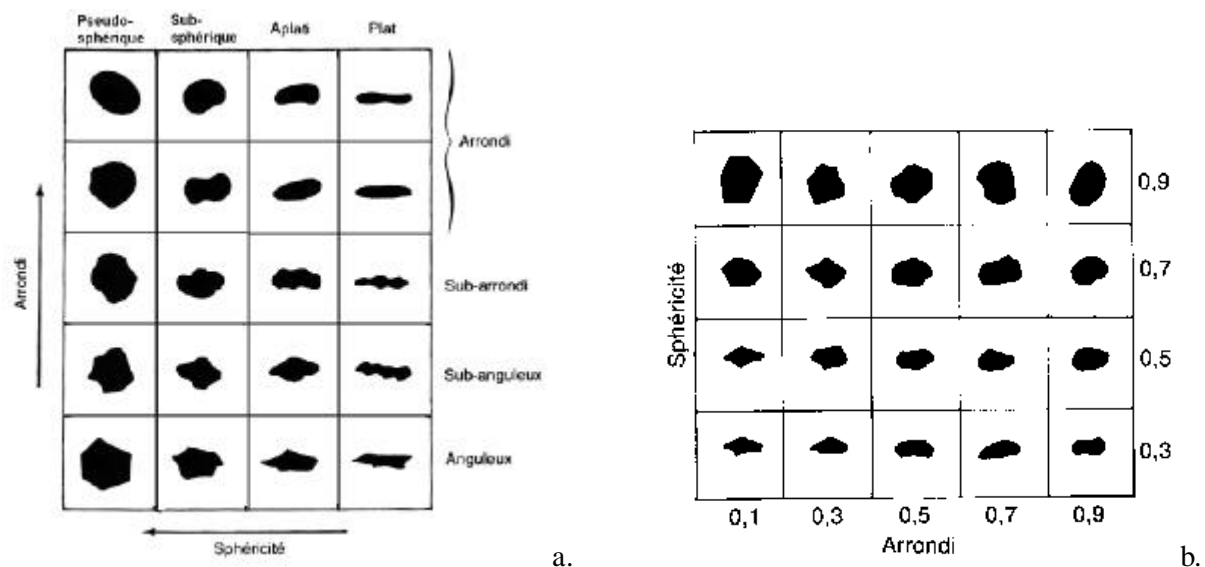 Pseudo-sphérique Sub-sphérique Aplati Plat
Arrondi
Arrondi
Sub-arrondi
Sub-anguleux
Anguleux
Sphéricité
a.
0,9
0,7
Sphéricité
0,5
0,3
0,1 0,3 0,5 0,7 0,9
Arrondi
b.